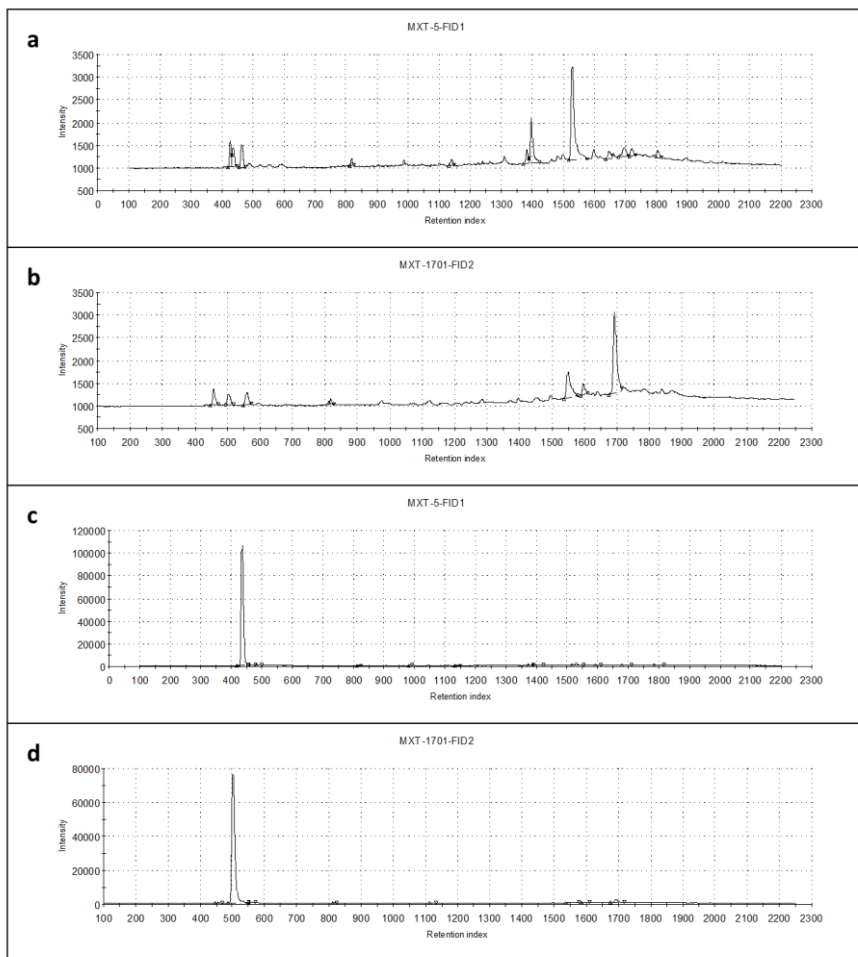 a
MXT-5-FID1
Intensity
3500
3000
2500
2000
1500
1000
500
0 100 200 300 400 500 600 700 800 900 1000 1100 1200 1300 1400 1500 1600 1700 1800 1900 2000 2100 2200 2300
Retention index
b
MXT-1701-FID2
Intensity
3500
3000
2500
2000
1500
1000
500
100 200 300 400 500 600 700 800 900 1000 1100 1200 1300 1400 1500 1600 1700 1800 1900 2000 2100 2200 2300
Retention index
c
MXT-5-FID1
Intensity
120000
100000
80000
60000
40000
20000
0
0 100 200 300 400 500 600 700 800 900 1000 1100 1200 1300 1400 1500 1600 1700 1800 1900 2000 2100 2200 2300
Retention index
d
MXT-1701-FID2
Intensity
80000
60000
40000
20000
0
100 200 300 400 500 600 700 800 900 1000 1100 1200 1300 1400 1500 1600 1700 1800 1900 2000 2100 2200 2300
Retention index